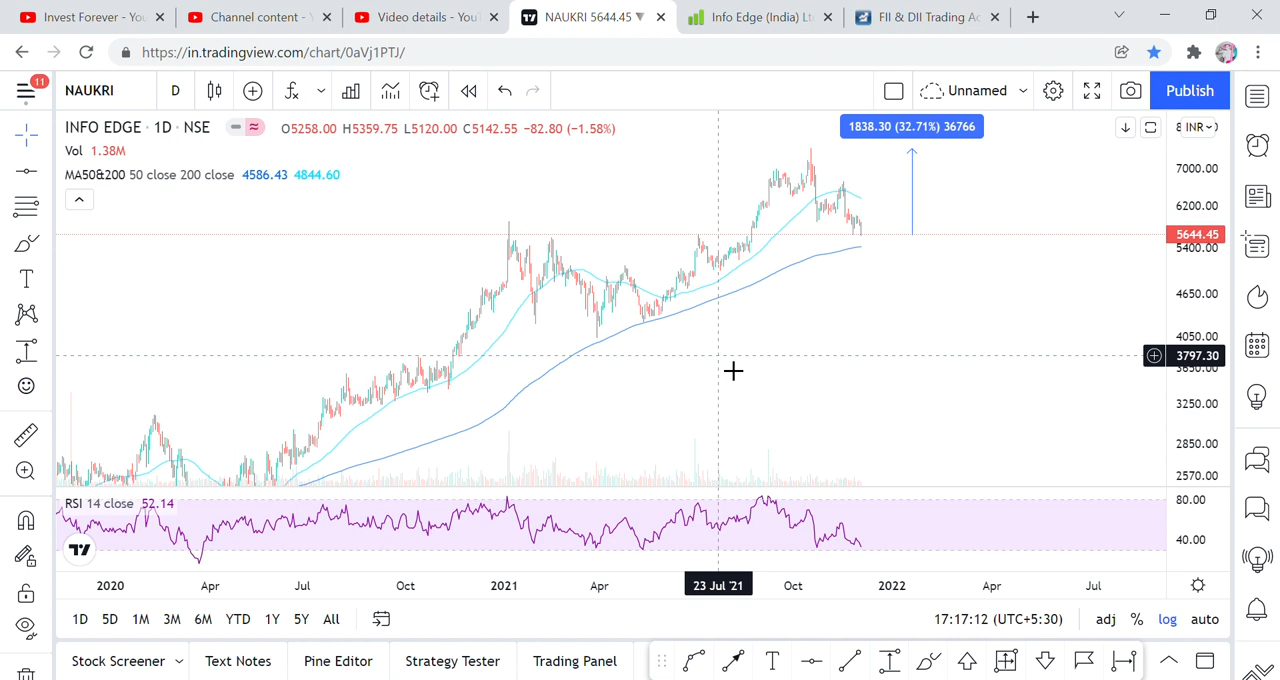 Invest Forever - You
Channel content -
Video details - You
NAUKRI 5644.45 ▼
Info Edge (India) Lt
FII & DII Trading Ac
https://in.tradingview.com/chart/0aVj1PTJ/
11
NAUKRI
D
Unnamed
Publish
INFO EDGE · 1D · NSE
O5258.00 H5359.75 L5120.00 C5142.55 −82.80 (−1.58%)
Vol 1.38M
MA50&200 50 close 200 close 4586.43 4844.60
1838.30 (32.71%) 36766
INR
7000.00
6200.00
5644.45
5400.00
4650.00
4050.00
3797.30
3650.00
3250.00
2850.00
2570.00
RSI 14 close 52.14
80.00
40.00
2020
Apr
Jul
Oct
2021
Apr
23 Jul '21
Oct
2022
Apr
Jul
1D 5D 1M 3M 6M YTD 1Y 5Y All
17:17:12 (UTC+5:30)
adj % log auto
Stock Screener
Text Notes
Pine Editor
Strategy Tester
Trading Panel